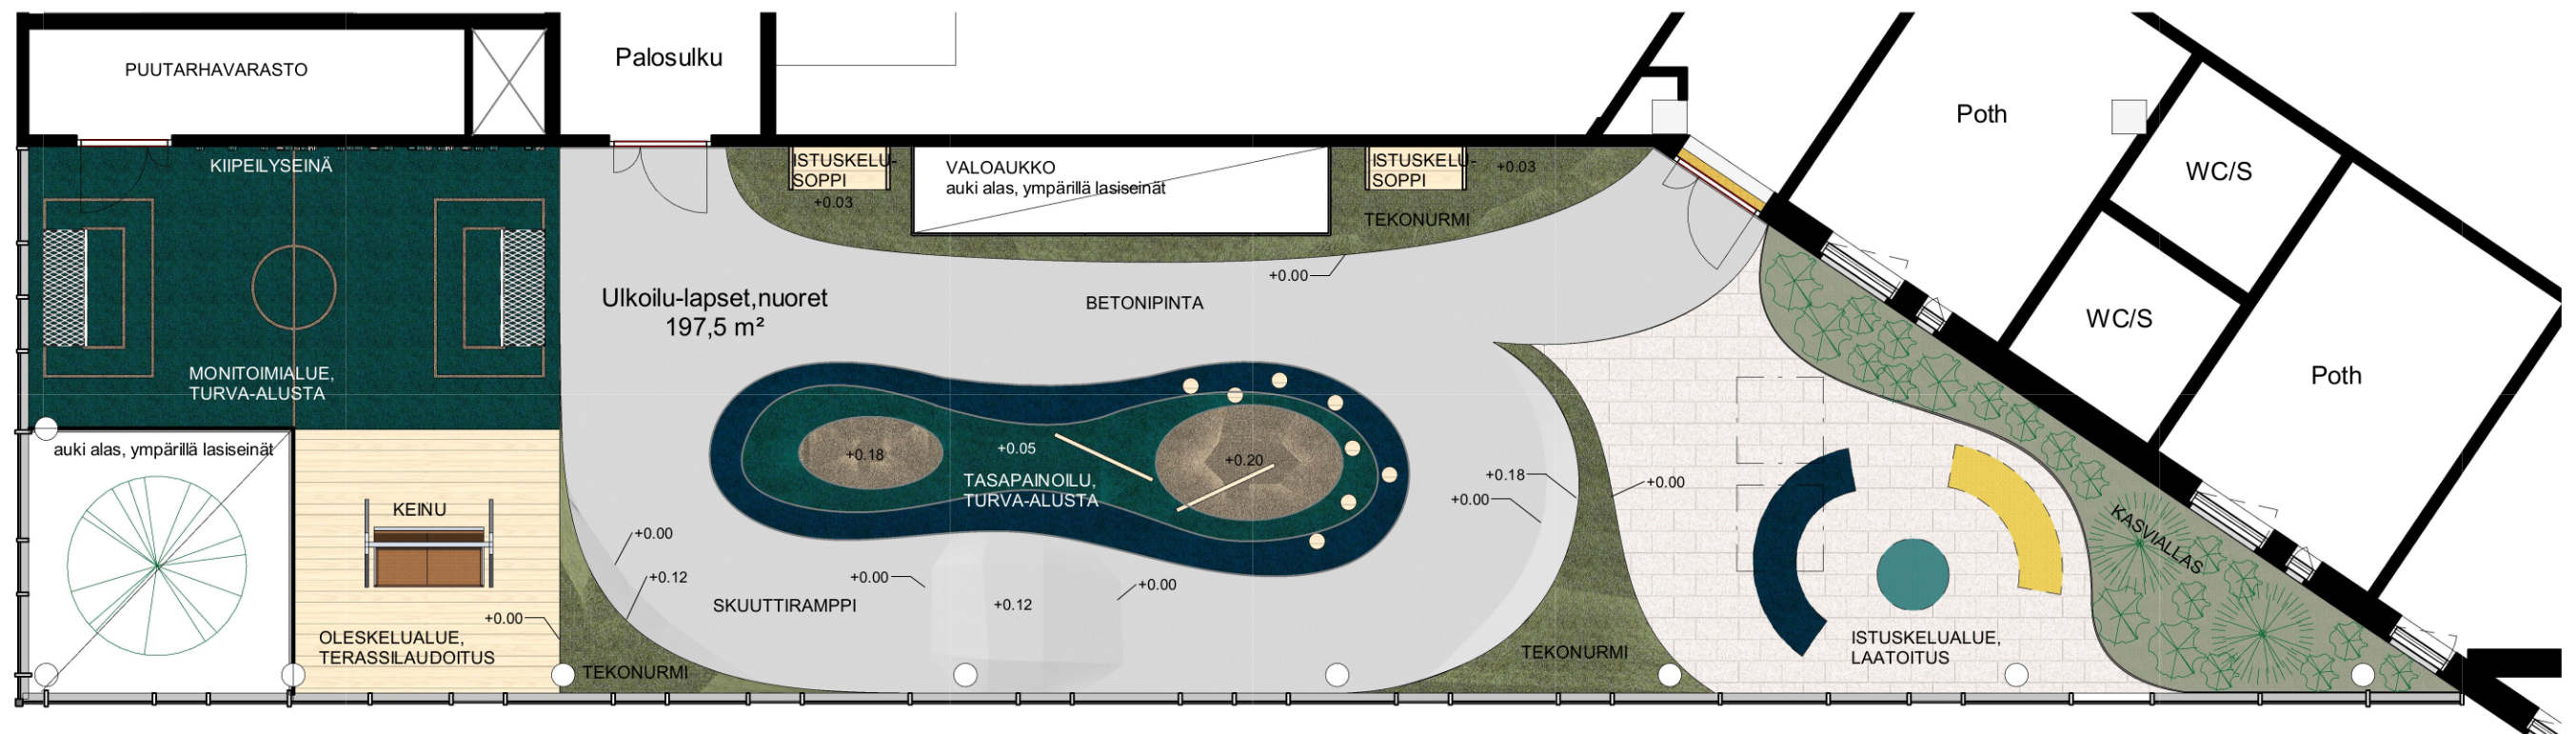 PUUTARHAVARASTO
Palosulku
Poth
WC/S
WC/S
Poth
KIIPEILYSEINÄ
ISTUSKELU-
SOPPI
+0.03
VALOAUKKO
auki alas, ympärillä lasiseinät
ISTUSKELU-
SOPPI
+0.03
TEKONURMI
+0.00
BETONIPINTA
Ulkoilu-lapset,nuoret
197,5 m²
MONITOIMIALUE,
TURVA-ALUSTA
auki alas, ympärillä lasiseinät
KEINU
OLESKELUALUE,
TERASSILAUDOITUS
+0.00
TEKONURMI
+0.00
+0.12
SKUUTTIRAMPPI
+0.00
+0.12
+0.00
+0.18
+0.05
TASAPAINOILU,
TURVA-ALUSTA
+0.20
+0.18
+0.00
+0.00
TEKONURMI
ISTUSKELUALUE,
LAATOITUS
KASVIALLAS